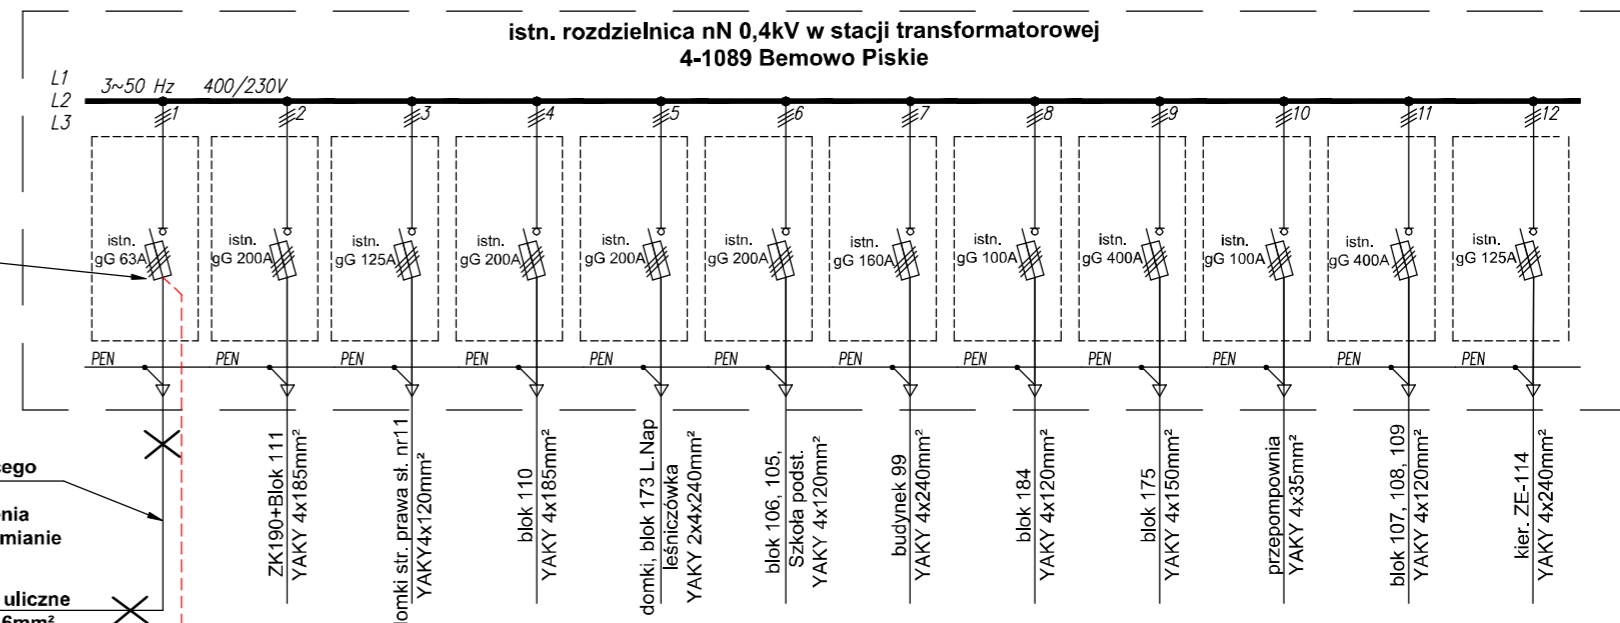 istn. rozdzielnica nN 0,4kV w stacji transformatorowej
4-1089 Bemowo Piskie
L1
L2
L3
3~50 Hz 400/230V
1
2
3
4
5
6
7
8
9
10
11
12
istn.
gG 63A
istn.
gG 200A
istn.
gG 125A
istn.
gG 200A
istn.
gG 200A
istn.
gG 200A
istn.
gG 160A
istn.
gG 100A
istn.
gG 400A
istn.
gG 100A
istn.
gG 400A
istn.
gG 125A
PEN
PEN
PEN
PEN
PEN
PEN
PEN
PEN
PEN
PEN
PEN
PEN
ZK190+Blok 111
YAKY 4x185mm²
domki str. prawa sł. nr11
YAKY4x120mm²
blok 110
YAKY 4x185mm²
domki, blok 173 L.Nap
leśniczówka
YAKY 2x4x240mm²
blok 106, 105,
Szkoła podst.
YAKY 4x120mm²
budynek 99
YAKY 4x240mm²
blok 184
YAKY 4x120mm²
blok 175
YAKY 4x150mm²
przepompownia
YAKY 4x35mm²
blok 107, 108, 109
YAKY 4x120mm²
kier. ZE-114
YAKY 4x240mm²
uliczne
6mm²